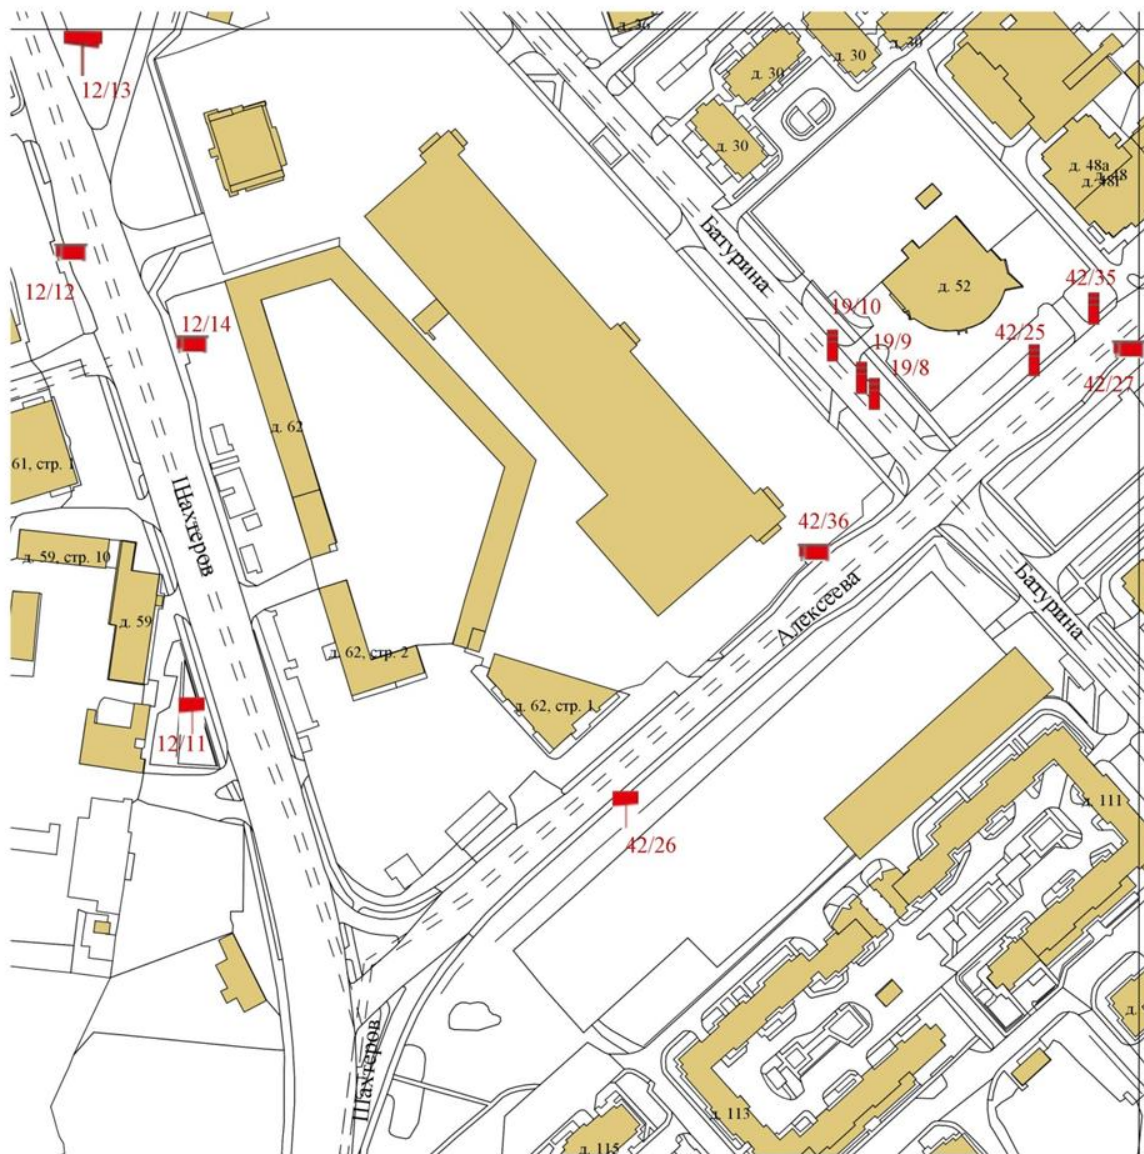 д. 36
д. 30
д. 30
д. 30
12/13
д. 30
д. 48а
д. 48
Батурина
12/12
42/35
д. 52
19/10
12/14
42/25
19/9
42/27
19/8
д. 62
61, стр. 1
Шахтеров
42/36
д. 59, стр. 10
Алексеева
Батурина
д. 59
д. 62, стр. 2
д. 62, стр. 1
12/11
д. 111
42/26
Шахтеров
д. 113
д. 115